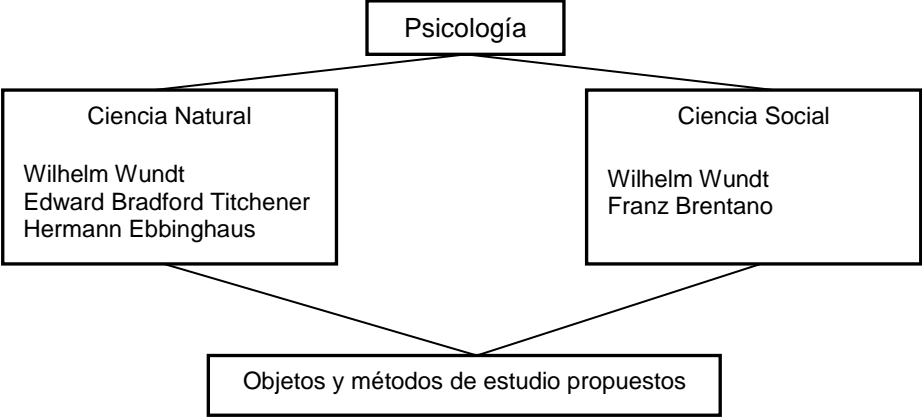 Psicología
Ciencia Natural
Wilhelm Wundt
Edward Bradford Titchener
Hermann Ebbinghaus
Ciencia Social
Wilhelm Wundt
Franz Brentano
Objetos y métodos de estudio propuestos